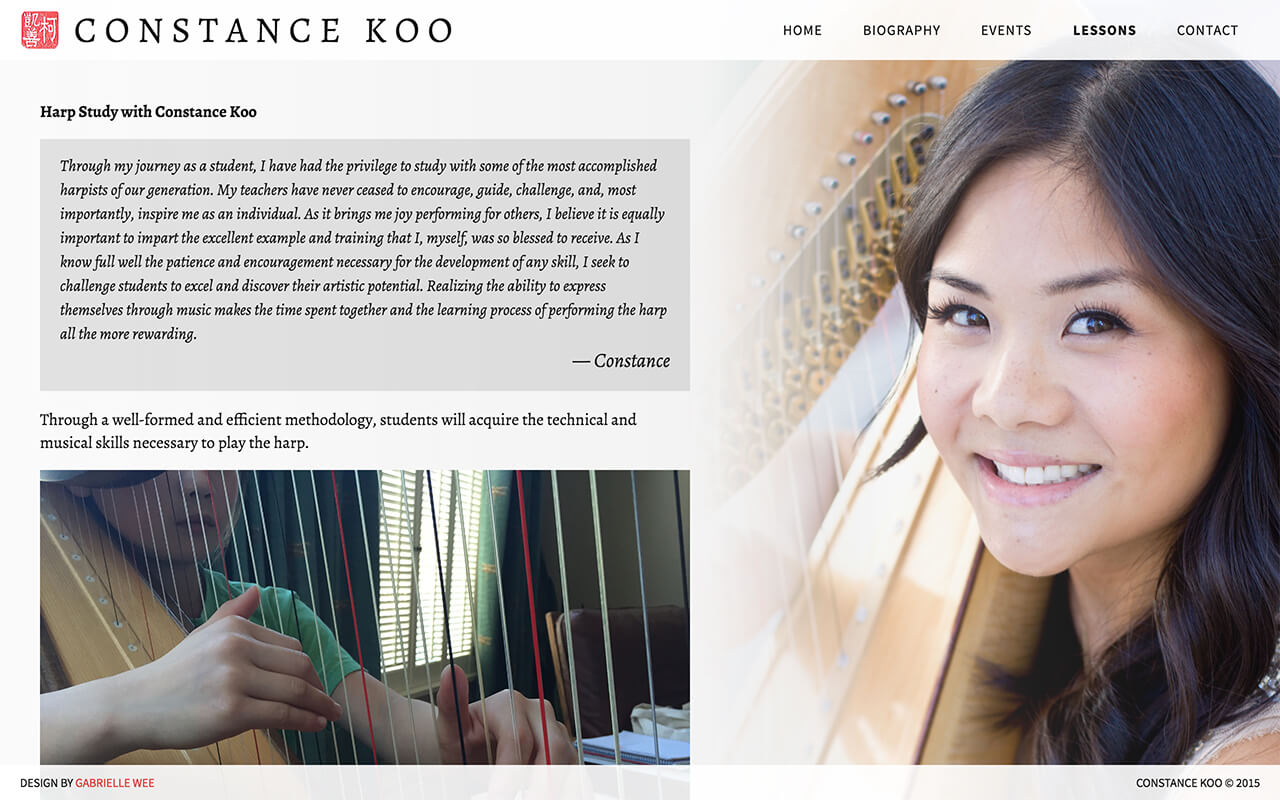 凱善柯
CONSTANCE KOO
HOME BIOGRAPHY EVENTS LESSONS CONTACT
Harp Study with Constance Koo
Through my journey as a student, I have had the privilege to study with some of the most accomplished
harpists of our generation. My teachers have never ceased to encourage, guide, challenge, and, most
importantly, inspire me as an individual. As it brings me joy performing for others, I believe it is equally
important to impart the excellent example and training that I, myself, was so blessed to receive. As I
know full well the patience and encouragement necessary for the development of any skill, I seek to
challenge students to excel and discover their artistic potential. Realizing the ability to express
themselves through music makes the time spent together and the learning process of performing the harp
all the more rewarding.
— Constance
Through a well-formed and efficient methodology, students will acquire the technical and
musical skills necessary to play the harp.
DESIGN BY GABRIELLE WEE
CONSTANCE KOO © 2015